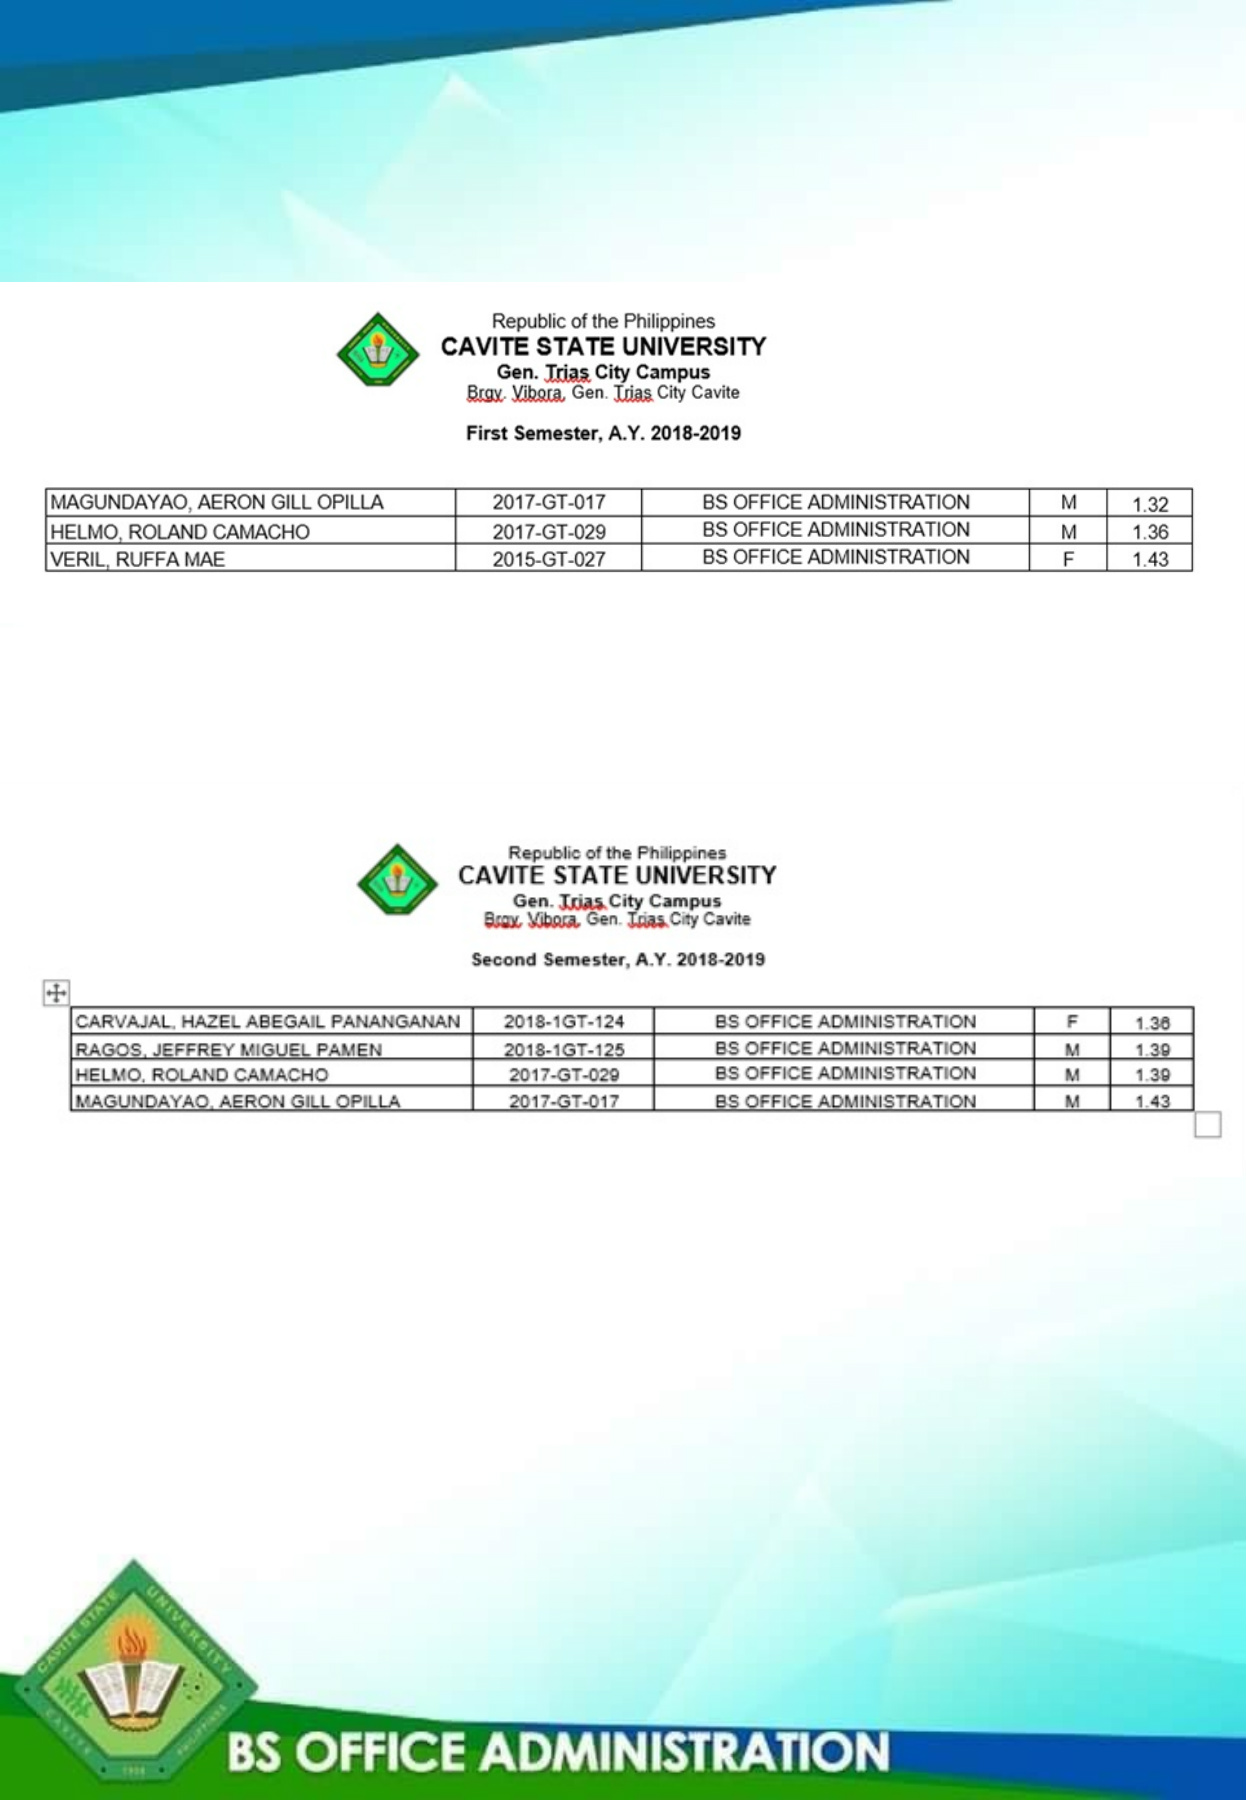 Republic of the Philippines
CAVITE STATE UNIVERSITY
Gen. Trias City Campus
Brgy. Vibora, Gen. Trias City Cavite
First Semester, A.Y. 2018-2019
MAGUNDAYAO, AERON GILL OPILLA 2017-GT-017 BS OFFICE ADMINISTRATION M 1.32
HELMO, ROLAND CAMACHO 2017-GT-029 BS OFFICE ADMINISTRATION M 1.36
VERIL, RUFFA MAE 2015-GT-027 BS OFFICE ADMINISTRATION F 1.43
Republic of the Philippines
CAVITE STATE UNIVERSITY
Gen. Trias City Campus
Brgy. Vibora, Gen. Trias City Cavite
Second Semester, A.Y. 2018-2019
CARVAJAL, HAZEL ABEGAIL PANANGANAN 2018-1GT-124 BS OFFICE ADMINISTRATION F 1.36
RAGOS, JEFFREY MIGUEL PAMEN 2018-1GT-125 BS OFFICE ADMINISTRATION M 1.39
HELMO, ROLAND CAMACHO 2017-GT-029 BS OFFICE ADMINISTRATION M 1.39
MAGUNDAYAO, AERON GILL OPILLA 2017-GT-017 BS OFFICE ADMINISTRATION M 1.43
CAVITE STATE UNIVERSITY
CAVITE PHILIPPINES
BS OFFICE ADMINISTRATION